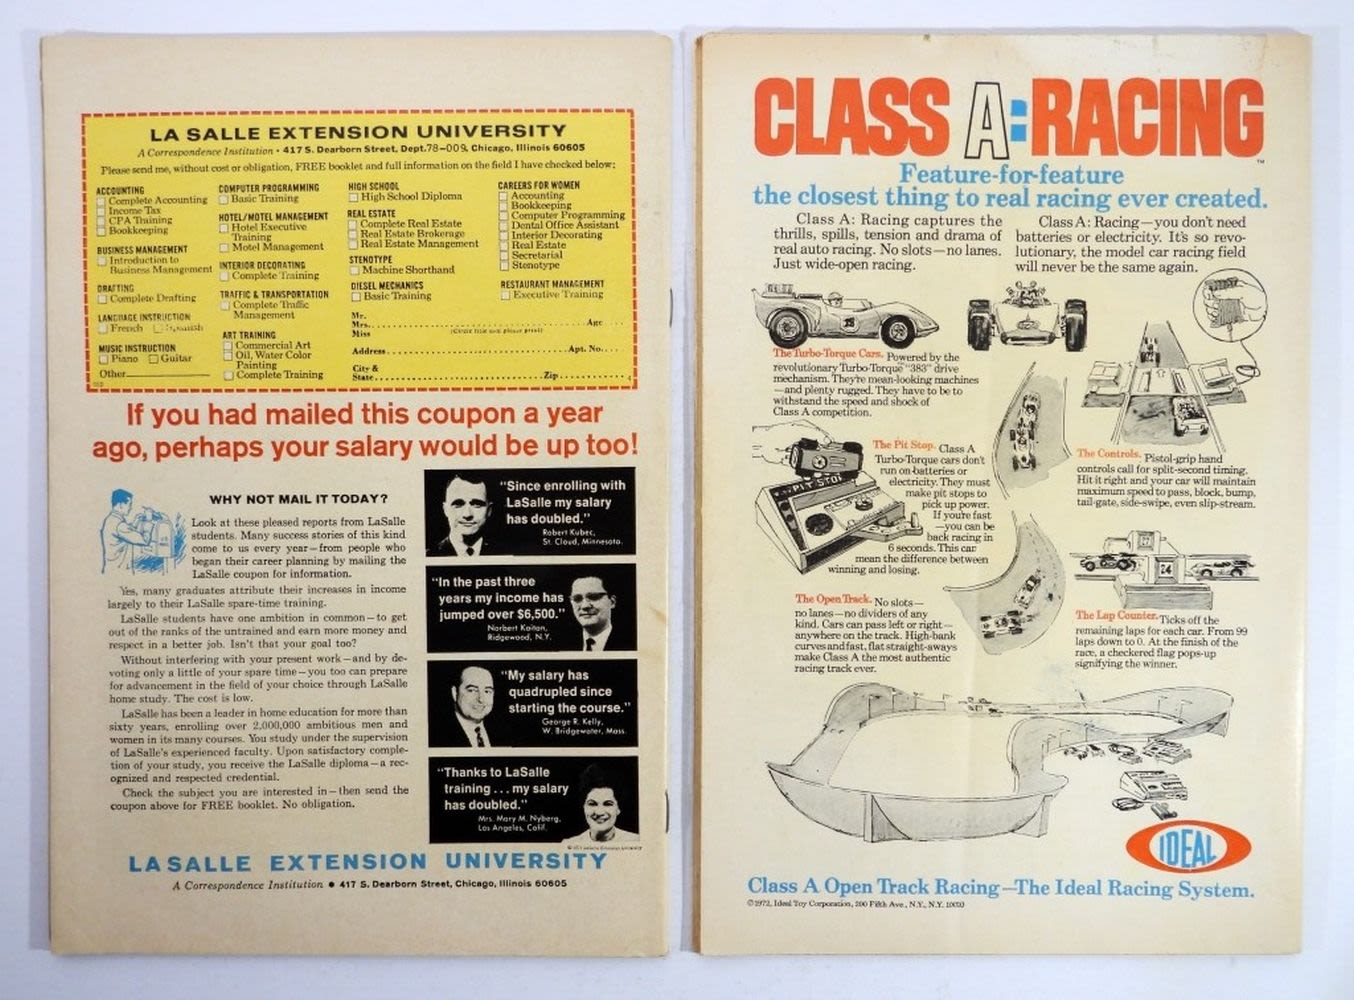 LA SALLE EXTENSION UNIVERSITY
A Correspondence Institution • 417 S. Dearborn Street, Dept. 78-009, Chicago, Illinois 60605
Please send me, without cost or obligation, FREE booklet and full information on the field I have checked below:
ACCOUNTING
Complete Accounting
Income Tax
CPA Training
Bookkeeping
BUSINESS MANAGEMENT
Introduction to
Business Management
DRAFTING
Complete Drafting
LANGUAGE INSTRUCTION
French Spanish
MUSIC INSTRUCTION
Piano Guitar
Other
COMPUTER PROGRAMMING
Basic Training
HOTEL/MOTEL MANAGEMENT
Hotel Executive
Training
Motel Management
INTERIOR DECORATING
Complete Training
TRAFFIC & TRANSPORTATION
Complete Traffic
Management
ART TRAINING
Commercial Art
Oil, Water Color
Painting
Complete Training
HIGH SCHOOL
High School Diploma
REAL ESTATE
Complete Real Estate
Real Estate Brokerage
Real Estate Management
STENOTYPE
Machine Shorthand
DIESEL MECHANICS
Basic Training
CAREERS FOR WOMEN
Accounting
Bookkeeping
Computer Programming
Dental Office Assistant
Interior Decorating
Real Estate
Secretarial
Stenotype
RESTAURANT MANAGEMENT
Executive Training
Mr.
Mrs. Age
Miss (Circle title and please print)
Address Apt. No.
City &
State Zip
If you had mailed this coupon a year
ago, perhaps your salary would be up too!
WHY NOT MAIL IT TODAY?
Look at these pleased reports from LaSalle
students. Many success stories of this kind
come to us every year—from people who
began their career planning by mailing the
LaSalle coupon for information.
Yes, many graduates attribute their increases in income
largely to their LaSalle spare-time training.
LaSalle students have one ambition in common—to get
out of the ranks of the untrained and earn more money and
respect in a better job. Isn't that your goal too?
Without interfering with your present work—and by de-
voting only a little of your spare time—you too can prepare
for advancement in the field of your choice through LaSalle
home study. The cost is low.
LaSalle has been a leader in home education for more than
sixty years, enrolling over 2,000,000 ambitious men and
women in its many courses. You study under the supervision
of LaSalle's experienced faculty. Upon satisfactory comple-
tion of your study, you receive the LaSalle diploma—a rec-
ognized and respected credential.
Check the subject you are interested in—then send the
coupon above for FREE booklet. No obligation.
"Since enrolling with
LaSalle my salary
has doubled."
Robert Kubec,
St. Cloud, Minnesota.
"In the past three
years my income has
jumped over $6,500."
Norbert Kaiton,
Ridgewood, N.Y.
"My salary has
quadrupled since
starting the course."
George R. Kelly,
W. Bridgewater, Mass.
"Thanks to LaSalle
training . . . my salary
has doubled."
Mrs. Mary M. Nyberg,
Los Angeles, Calif.
LA SALLE EXTENSION UNIVERSITY
A Correspondence Institution • 417 S. Dearborn Street, Chicago, Illinois 60605
CLASS A:RACING
TM
Feature-for-feature
the closest thing to real racing ever created.
Class A: Racing captures the
thrills, spills, tension and drama of
real auto racing. No slots—no lanes.
Just wide-open racing.
Class A: Racing—you don't need
batteries or electricity. It's so revo-
lutionary, the model car racing field
will never be the same again.
The Turbo-Torque Cars. Powered by the
revolutionary Turbo-Torque "383" drive
mechanism. They're mean-looking machines
—and plenty rugged. They have to be to
withstand the speed and shock of
Class A competition.
PIT STOP
The Pit Stop. Class A
Turbo-Torque cars don't
run on batteries or
electricity. They must
make pit stops to
pick up power.
If you're fast
—you can be
back racing in
6 seconds. This can
mean the difference between
winning and losing.
The Controls. Pistol-grip hand
controls call for split-second timing.
Hit it right and your car will maintain
maximum speed to pass, block, bump,
tail-gate, side-swipe, even slip-stream.
24
The Open Track. No slots—
no lanes—no dividers of any
kind. Cars can pass left or right—
anywhere on the track. High-bank
curves and fast, flat straight-aways
make Class A the most authentic
racing track ever.
The Lap Counter. Ticks off the
remaining laps for each car. From 99
laps down to 0. At the finish of the
race, a checkered flag pops-up
signifying the winner.
IDEAL
Class A Open Track Racing—The Ideal Racing System.
©1972, Ideal Toy Corporation, 200 Fifth Ave., N.Y., N.Y. 10010